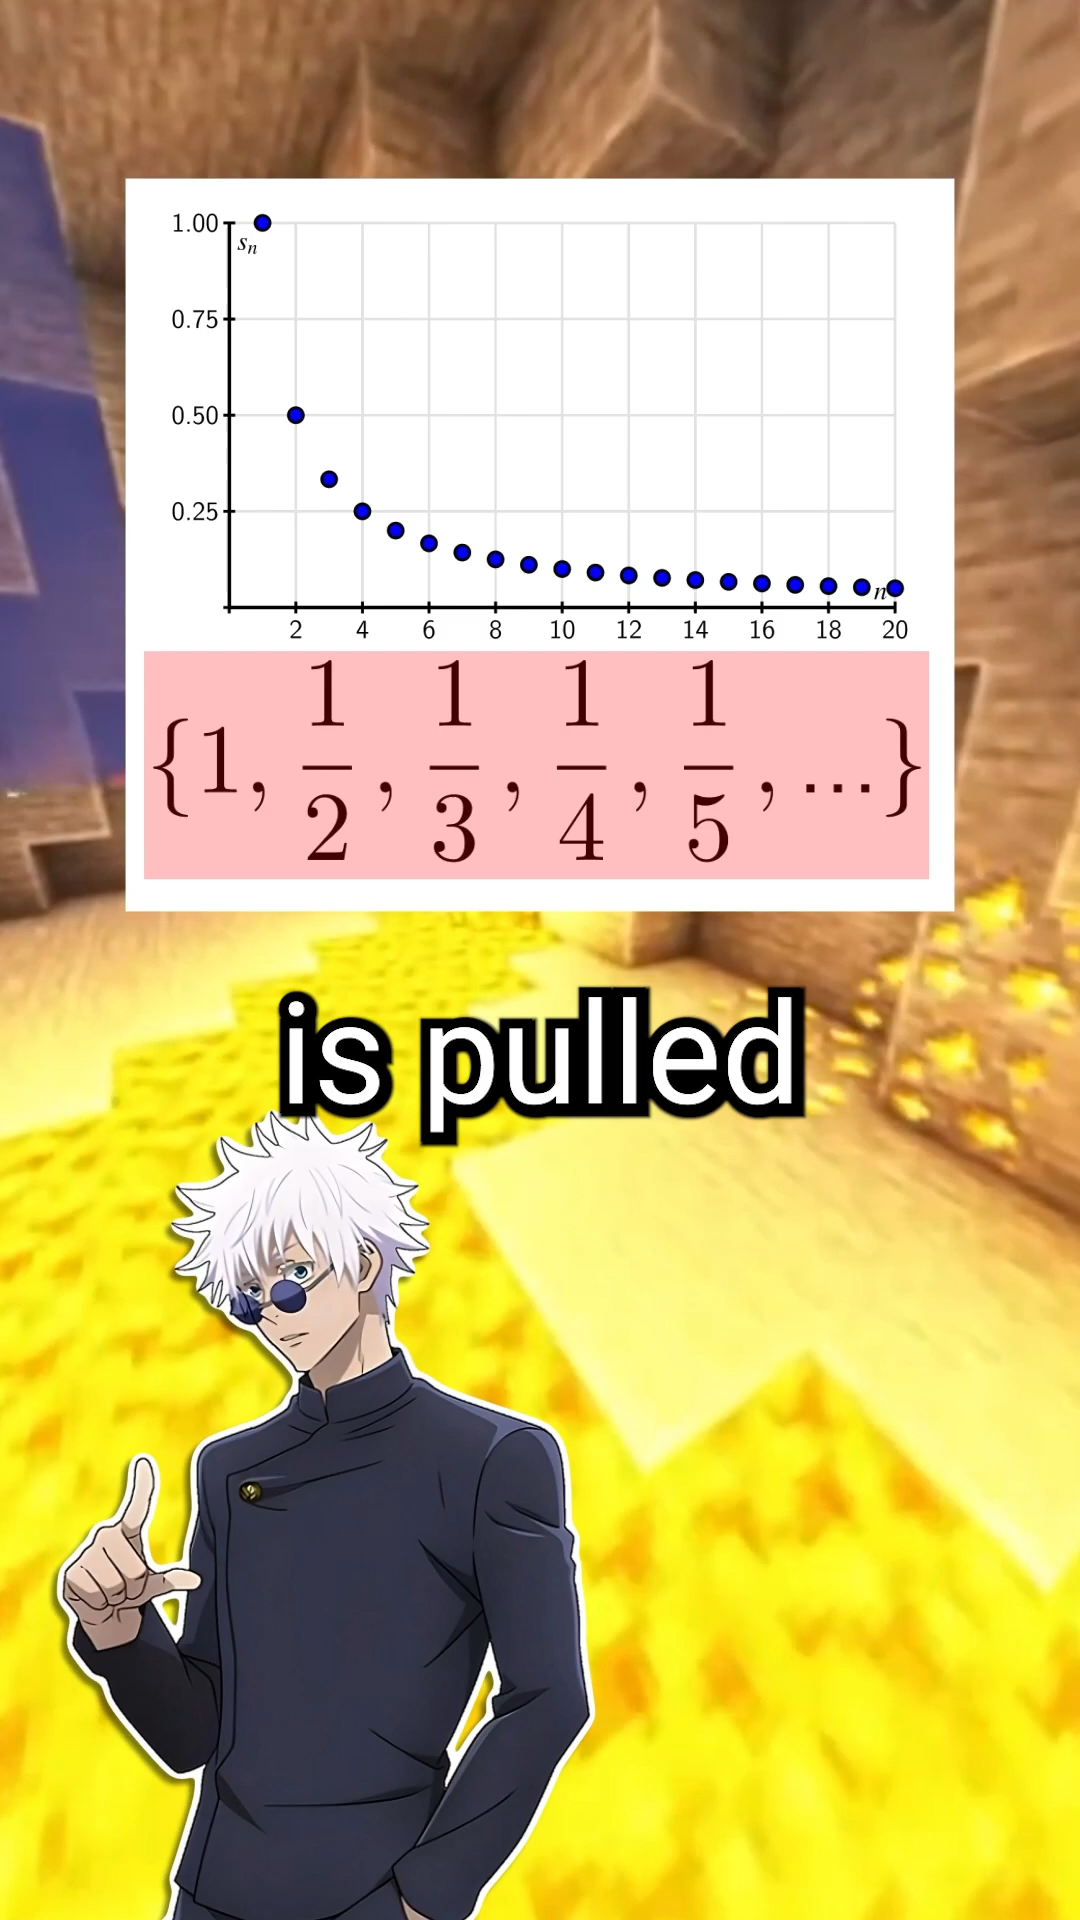 1.00
s_n
0.75
0.50
0.25
n
2 4 6 8 10 12 14 16 18 20
{1, 1/2, 1/3, 1/4, 1/5, ...}
is pulled